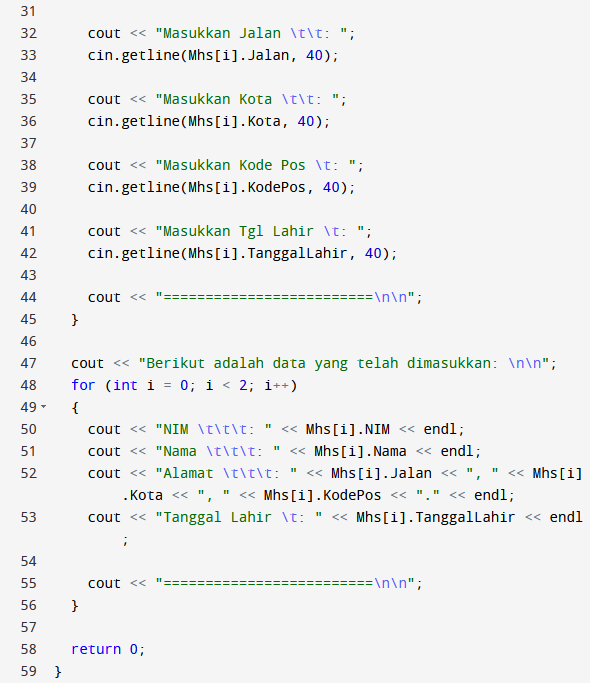 31
32 cout << "Masukkan Jalan \t\t: ";
33 cin.getline(Mhs[i].Jalan, 40);
34
35 cout << "Masukkan Kota \t\t: ";
36 cin.getline(Mhs[i].Kota, 40);
37
38 cout << "Masukkan Kode Pos \t: ";
39 cin.getline(Mhs[i].KodePos, 40);
40
41 cout << "Masukkan Tgl Lahir \t: ";
42 cin.getline(Mhs[i].TanggalLahir, 40);
43
44 cout << "=========================\n\n";
45 }
46
47 cout << "Berikut adalah data yang telah dimasukkan: \n\n";
48 for (int i = 0; i < 2; i++)
49 {
50 cout << "NIM \t\t\t: " << Mhs[i].NIM << endl;
51 cout << "Nama \t\t\t: " << Mhs[i].Nama << endl;
52 cout << "Alamat \t\t\t: " << Mhs[i].Jalan << ", " << Mhs[i]
.Kota << ", " << Mhs[i].KodePos << "." << endl;
53 cout << "Tanggal Lahir \t: " << Mhs[i].TanggalLahir << endl
;
54
55 cout << "=========================\n\n";
56 }
57
58 return 0;
59 }